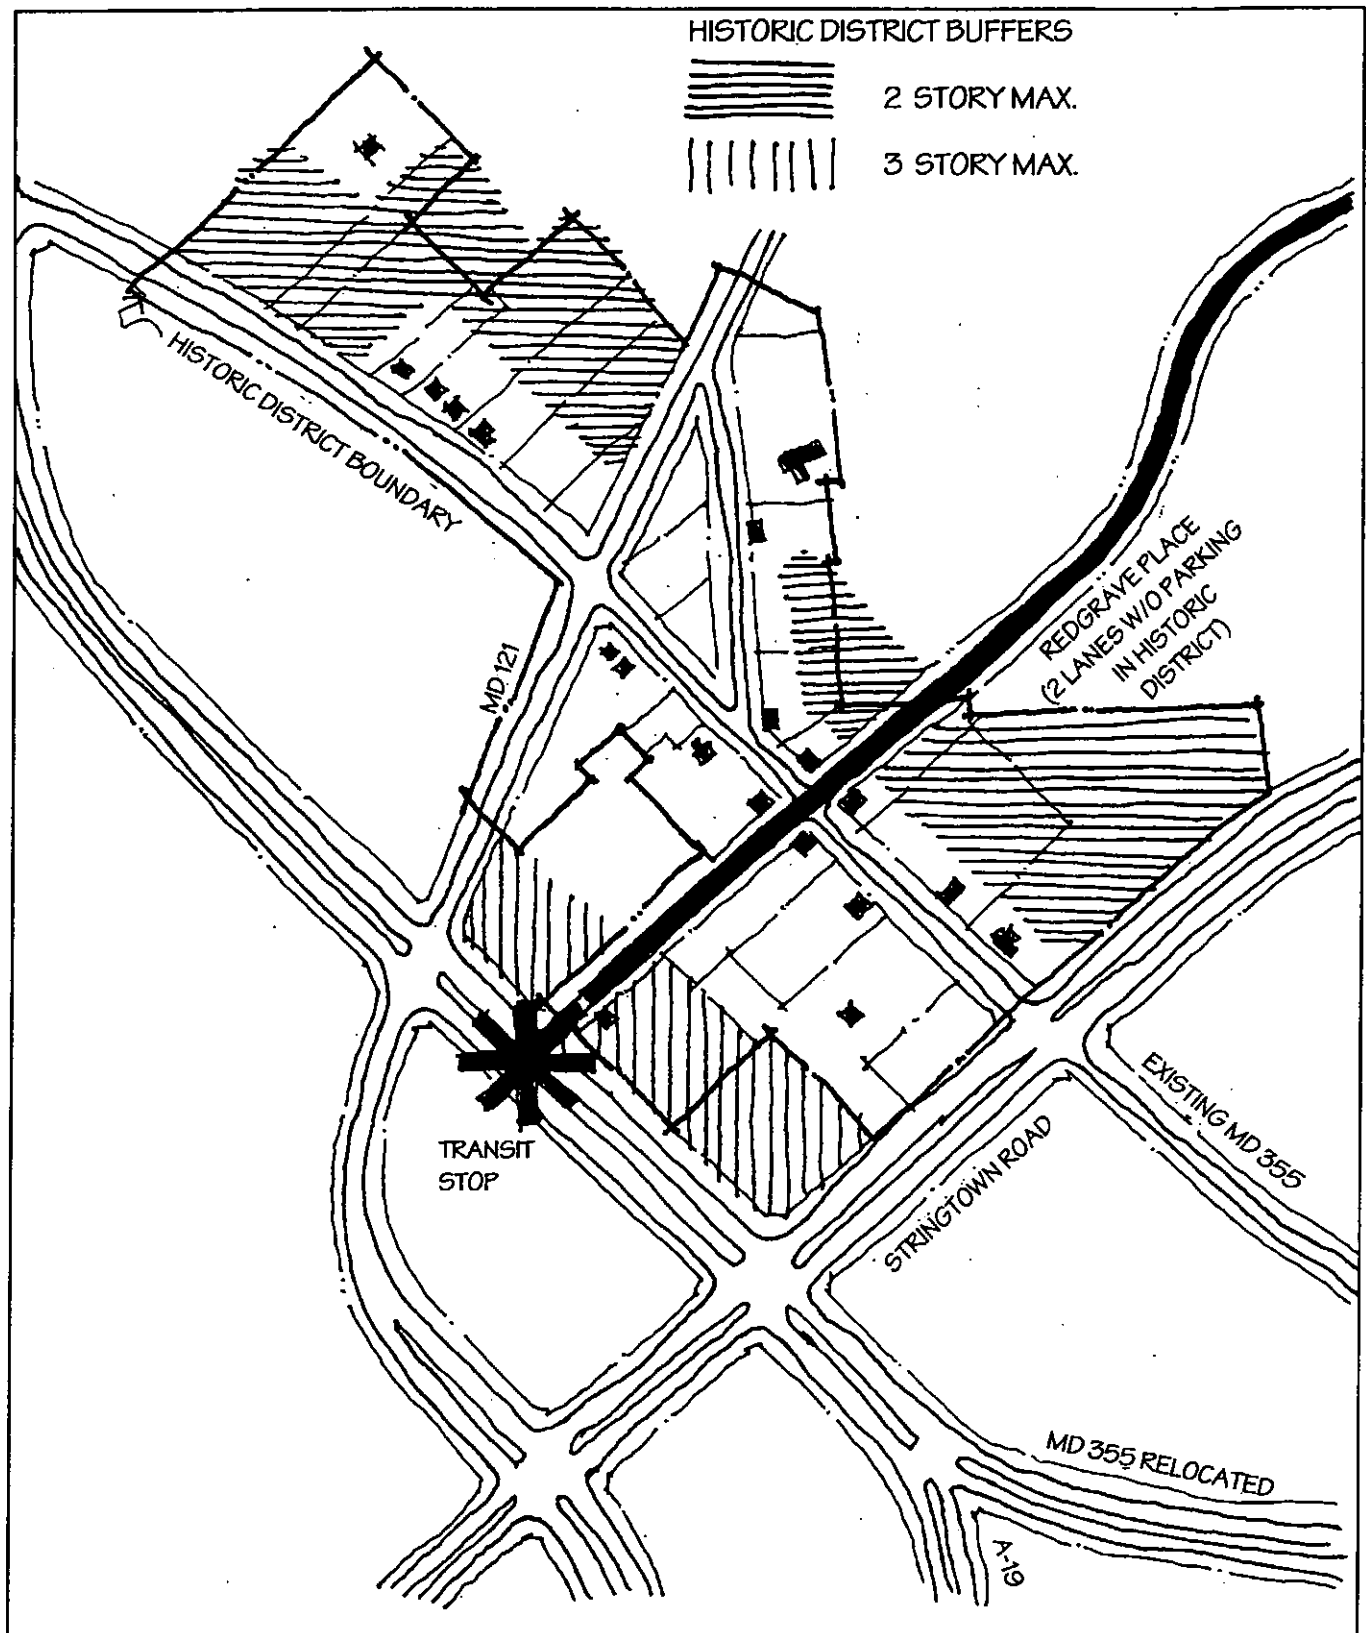 HISTORIC DISTRICT BUFFERS
2 STORY MAX.
3 STORY MAX.
HISTORIC DISTRICT BOUNDARY
MD 121
REDGRAVE PLACE
(2 LANES W/O PARKING
IN HISTORIC
DISTRICT)
TRANSIT
STOP
EXISTING MD 355
STRINGTOWN ROAD
MD 355 RELOCATED
A-19